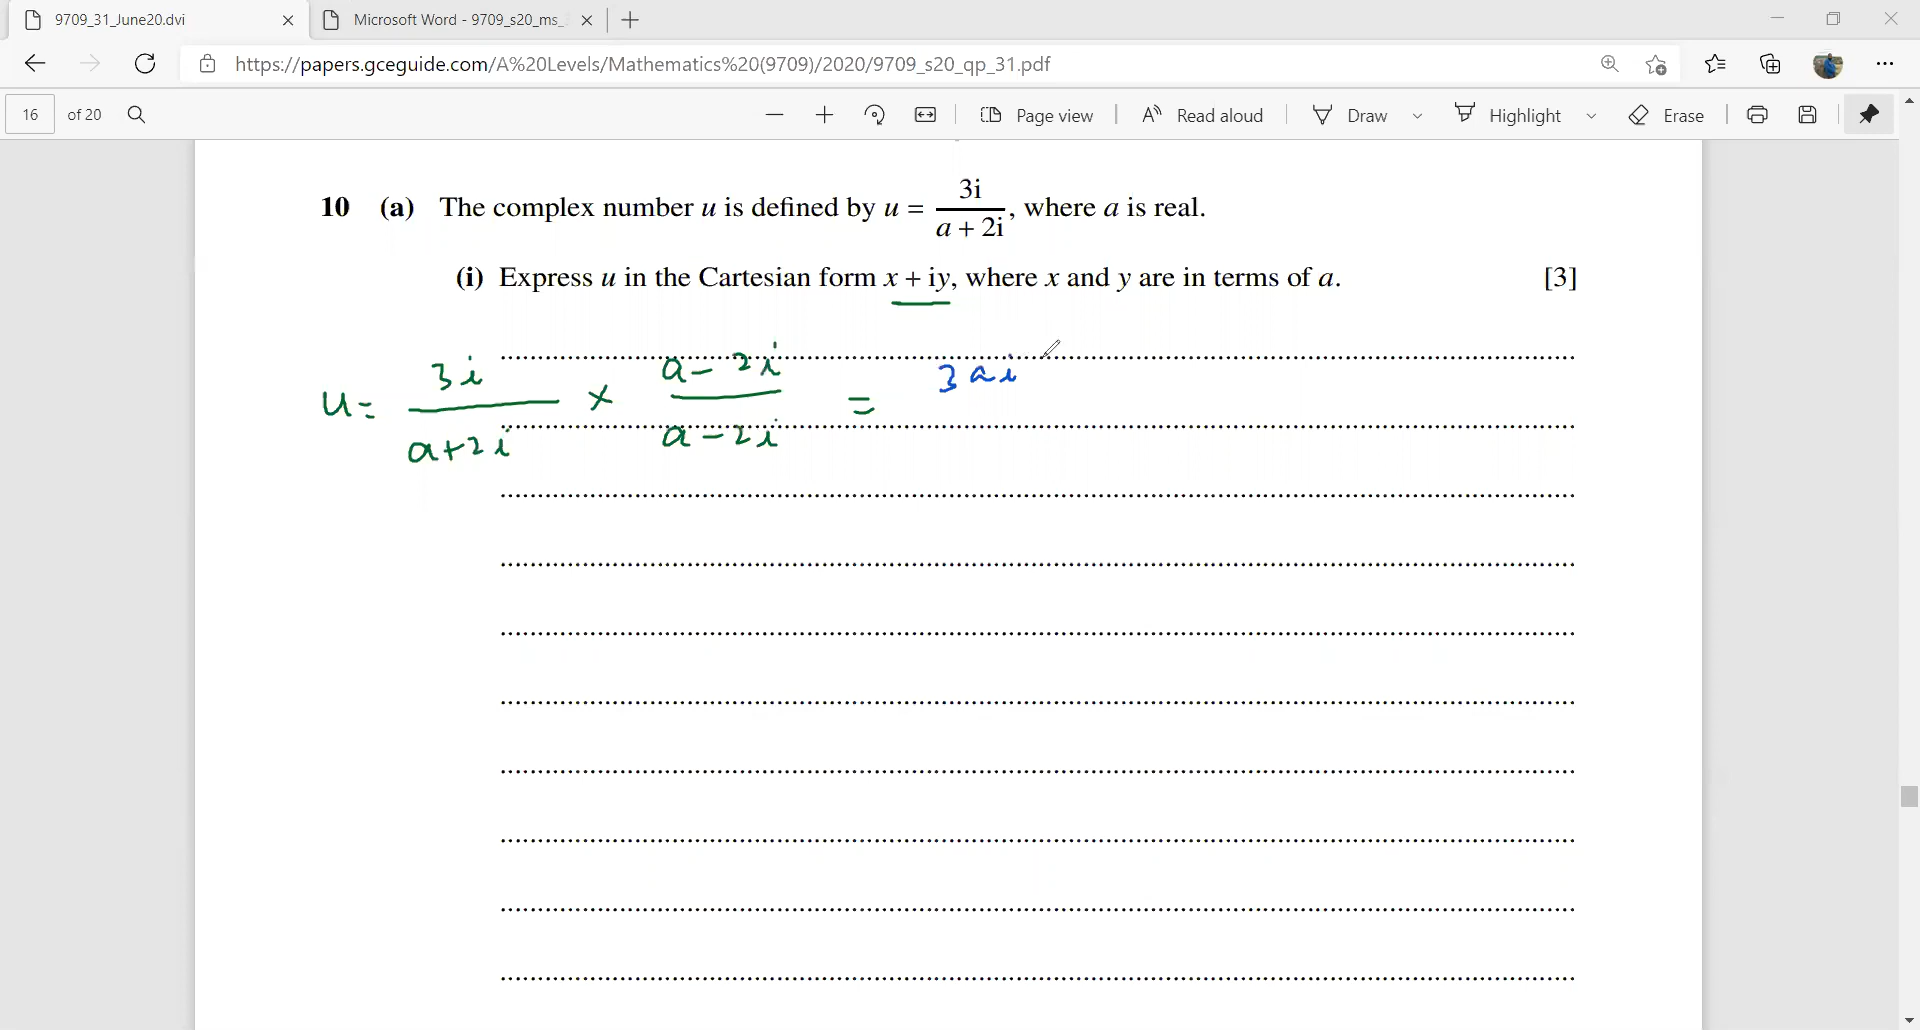 9709_31_June20.dvi
Microsoft Word - 9709_s20_ms_
https://papers.gceguide.com/A%20Levels/Mathematics%20(9709)/2020/9709_s20_qp_31.pdf
16 of 20 Page view Read aloud Draw Highlight Erase
10 (a) The complex number u is defined by u = 3i / (a + 2i), where a is real.
(i) Express u in the Cartesian form x + iy, where x and y are in terms of a. [3]
u = 3i / (a+2i) × (a-2i) / (a-2i) = 3ai